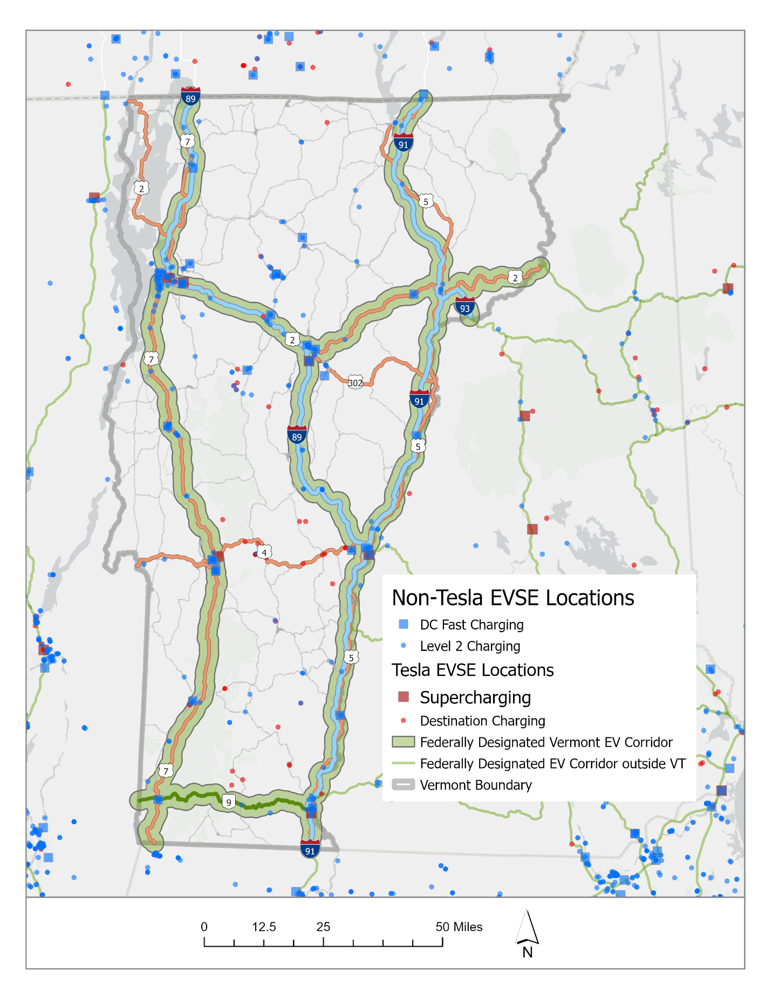 89
7
91
2
5
2
93
2
7
302
91
89
5
4
Non-Tesla EVSE Locations
DC Fast Charging
Level 2 Charging
Tesla EVSE Locations
Supercharging
Destination Charging
Federally Designated Vermont EV Corridor
Federally Designated EV Corridor outside VT
Vermont Boundary
5
7
9
91
0 12.5 25 50 Miles
N